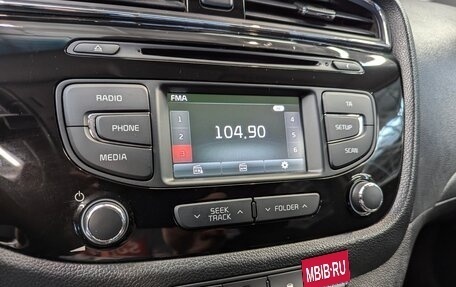 FMA
RADIO
PHONE
MEDIA
1
2
3
104.90
4
5
6
TA
SETUP
SCAN
SEEK
TRACK
FOLDER
MBIB·RU